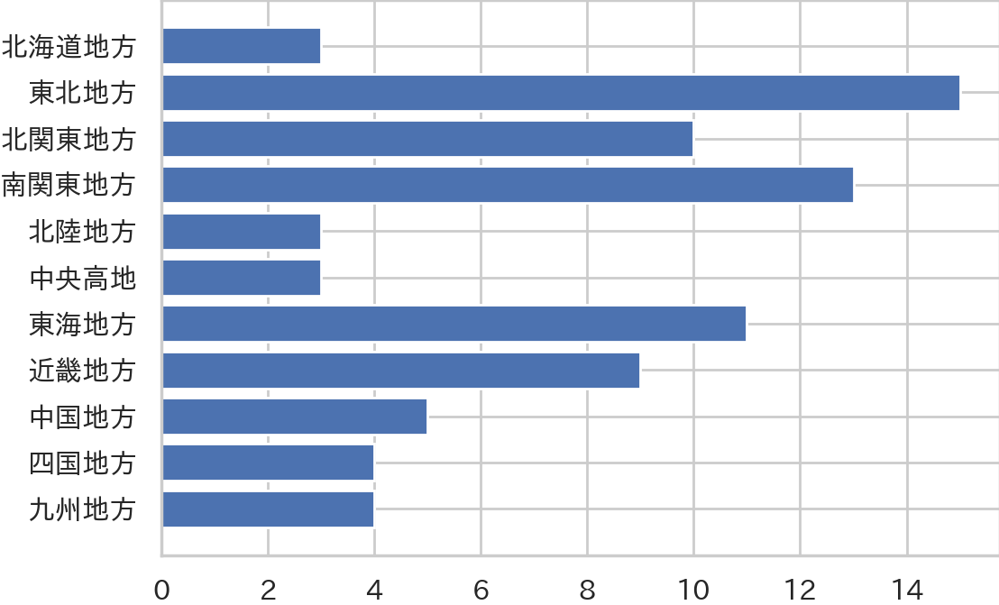 北海道地方
東北地方
北関東地方
南関東地方
北陸地方
中央高地
東海地方
近畿地方
中国地方
四国地方
九州地方
0 2 4 6 8 10 12 14